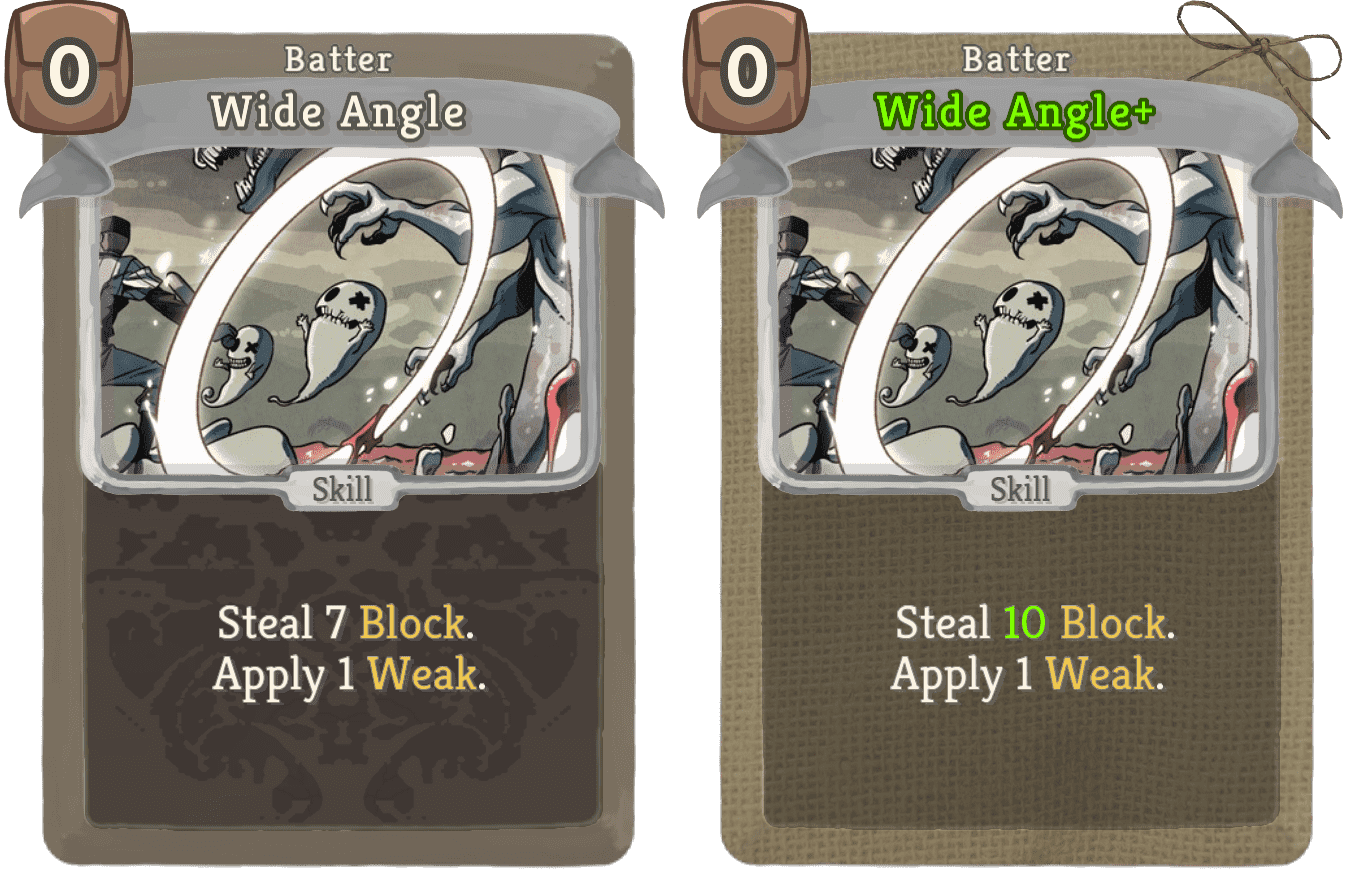 0
Batter
Wide Angle
Skill
Steal 7 Block.
Apply 1 Weak.
0
Batter
Wide Angle+
Skill
Steal 10 Block.
Apply 1 Weak.